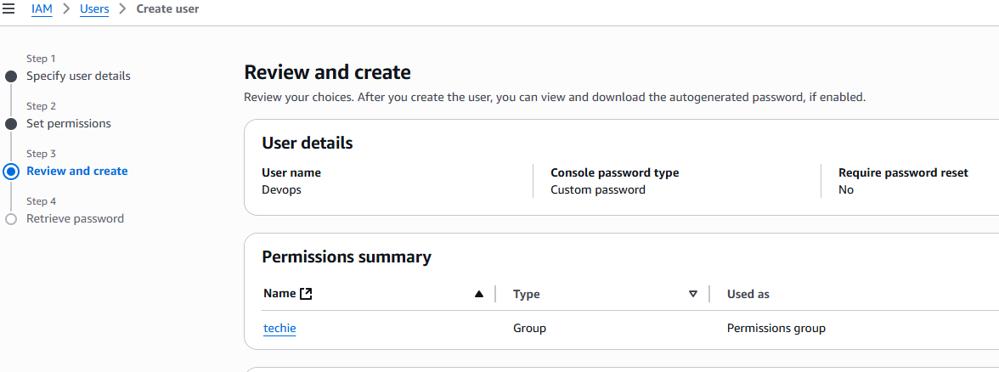 IAM > Users > Create user
Step 1
Specify user details
Step 2
Set permissions
Step 3
Review and create
Step 4
Retrieve password
Review and create
Review your choices. After you create the user, you can view and download the autogenerated password, if enabled.
User details
User name Console password type Require password reset
Devops Custom password No
Permissions summary
Name Type Used as
techie Group Permissions group